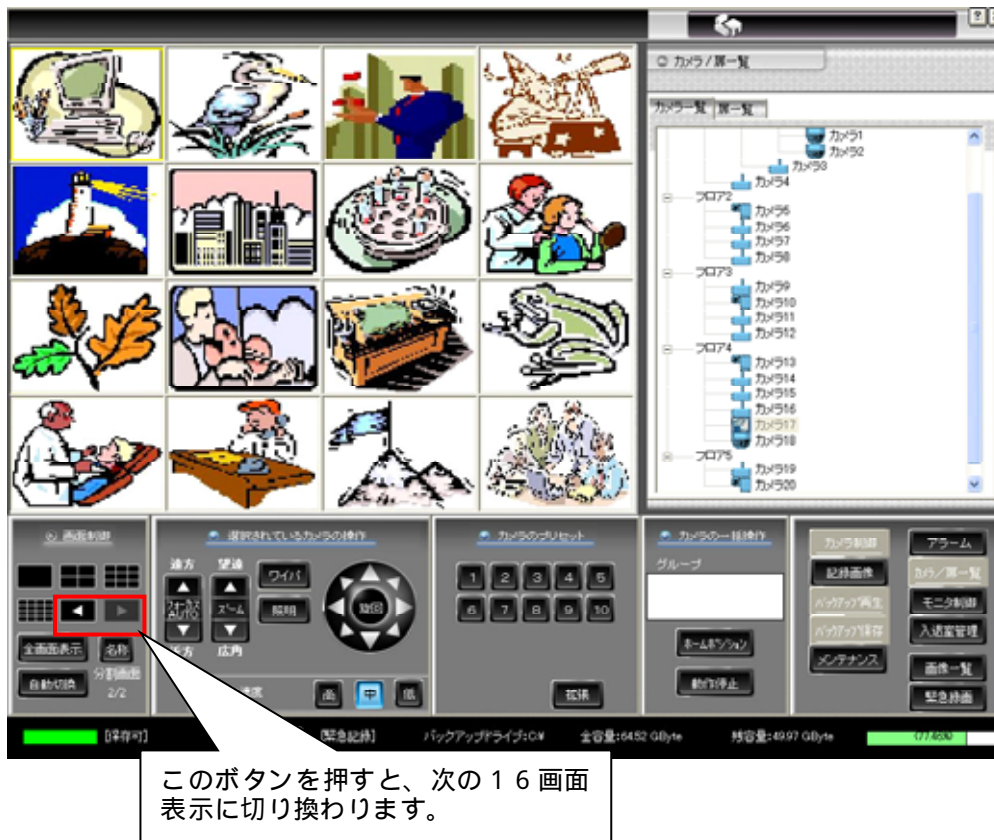 ?
カメラ/扉一覧
カメラ一覧 扉一覧
カメラ1
カメラ2
カメラ3
カメラ4
フロア2
カメラ5
カメラ6
カメラ7
カメラ8
フロア3
カメラ9
カメラ10
カメラ11
カメラ12
フロア4
カメラ13
カメラ14
カメラ15
カメラ16
カメラ17
カメラ18
フロア5
カメラ19
カメラ20
画面制御
全画面表示 名称
自動切換 分割画面
2/2
選択されているカメラの操作
遠方 望遠
フォーカス
AUTO
ズーム
ワイパ
照明
旋回
近方 広角
速度 高 中 低
カメラのプリセット
1 2 3 4 5
6 7 8 9 10
拡張
カメラの一括操作
グループ
ホームポジション
動作停止
カメラ制御 アラーム
記録画像 カメラ/扉一覧
バックアップ再生 モニタ制御
バックアップ保存 入退室管理
メンテナンス 画像一覧
緊急録画
[保存可] [緊急記録] バックアップドライブ:C:¥ 全容量:64.52 GByte 残容量:49.97 GByte (77.46%)
このボタンを押すと、次の16画面
表示に切り換わります。